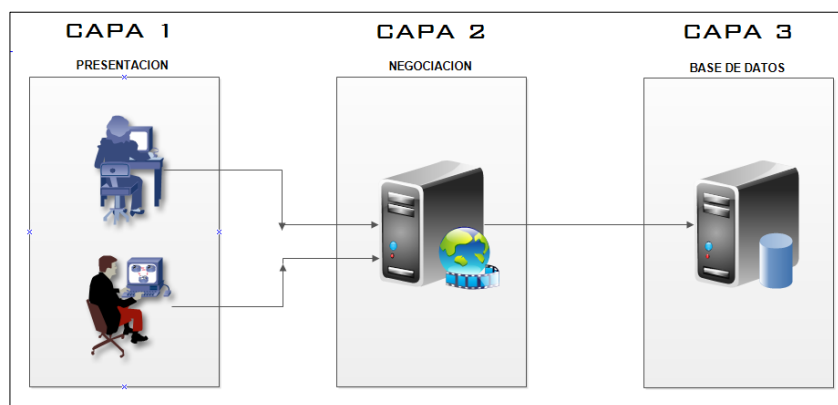 CAPA 1
CAPA 2
CAPA 3
PRESENTACION
NEGOCIACION
BASE DE DATOS